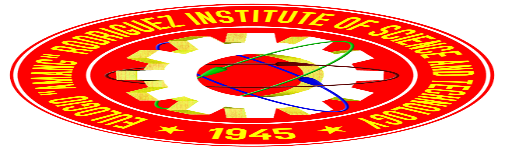 EULOGIO "AMANG" RODRIGUEZ INSTITUTE OF SCIENCE AND TECHNOLOGY
1945